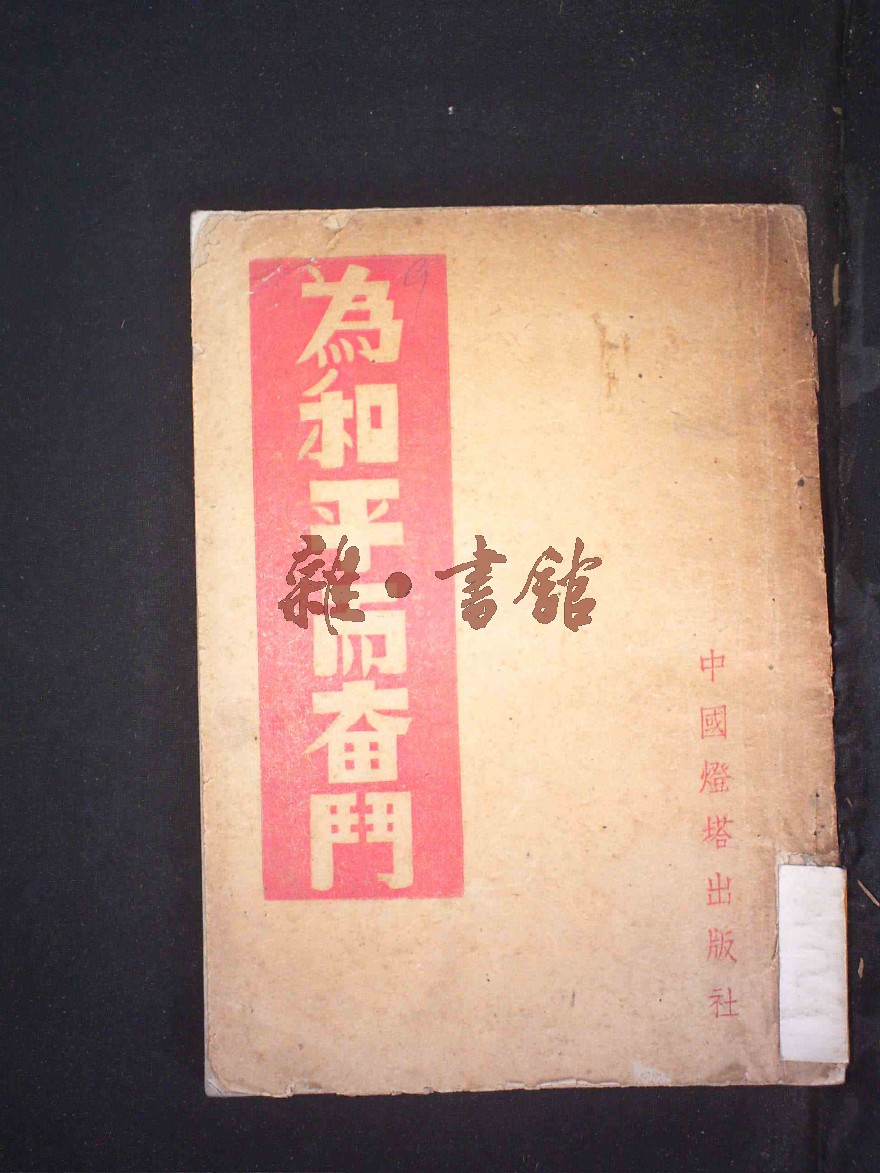 為和平而奮鬥
中國燈塔出版社
雜·書館